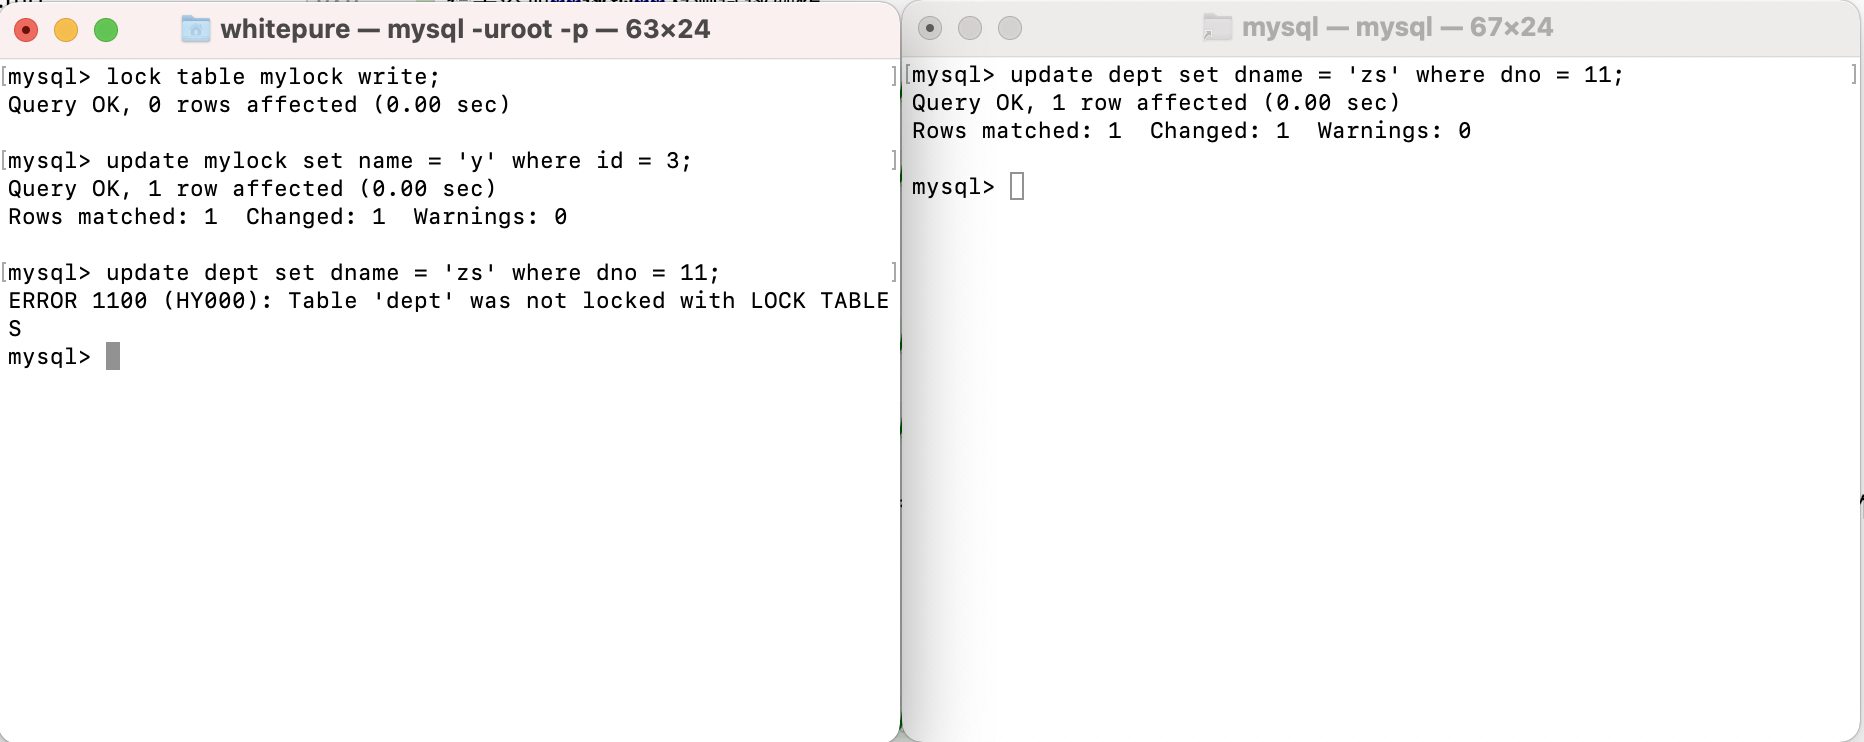 whitepure — mysql -uroot -p — 63×24
[mysql> lock table mylock write; ]
Query OK, 0 rows affected (0.00 sec)
[mysql> update mylock set name = 'y' where id = 3; ]
Query OK, 1 row affected (0.00 sec)
Rows matched: 1  Changed: 1  Warnings: 0
[mysql> update dept set dname = 'zs' where dno = 11; ]
ERROR 1100 (HY000): Table 'dept' was not locked with LOCK TABLE
S
mysql>
mysql — mysql — 67×24
[mysql> update dept set dname = 'zs' where dno = 11; ]
Query OK, 1 row affected (0.00 sec)
Rows matched: 1  Changed: 1  Warnings: 0
mysql>